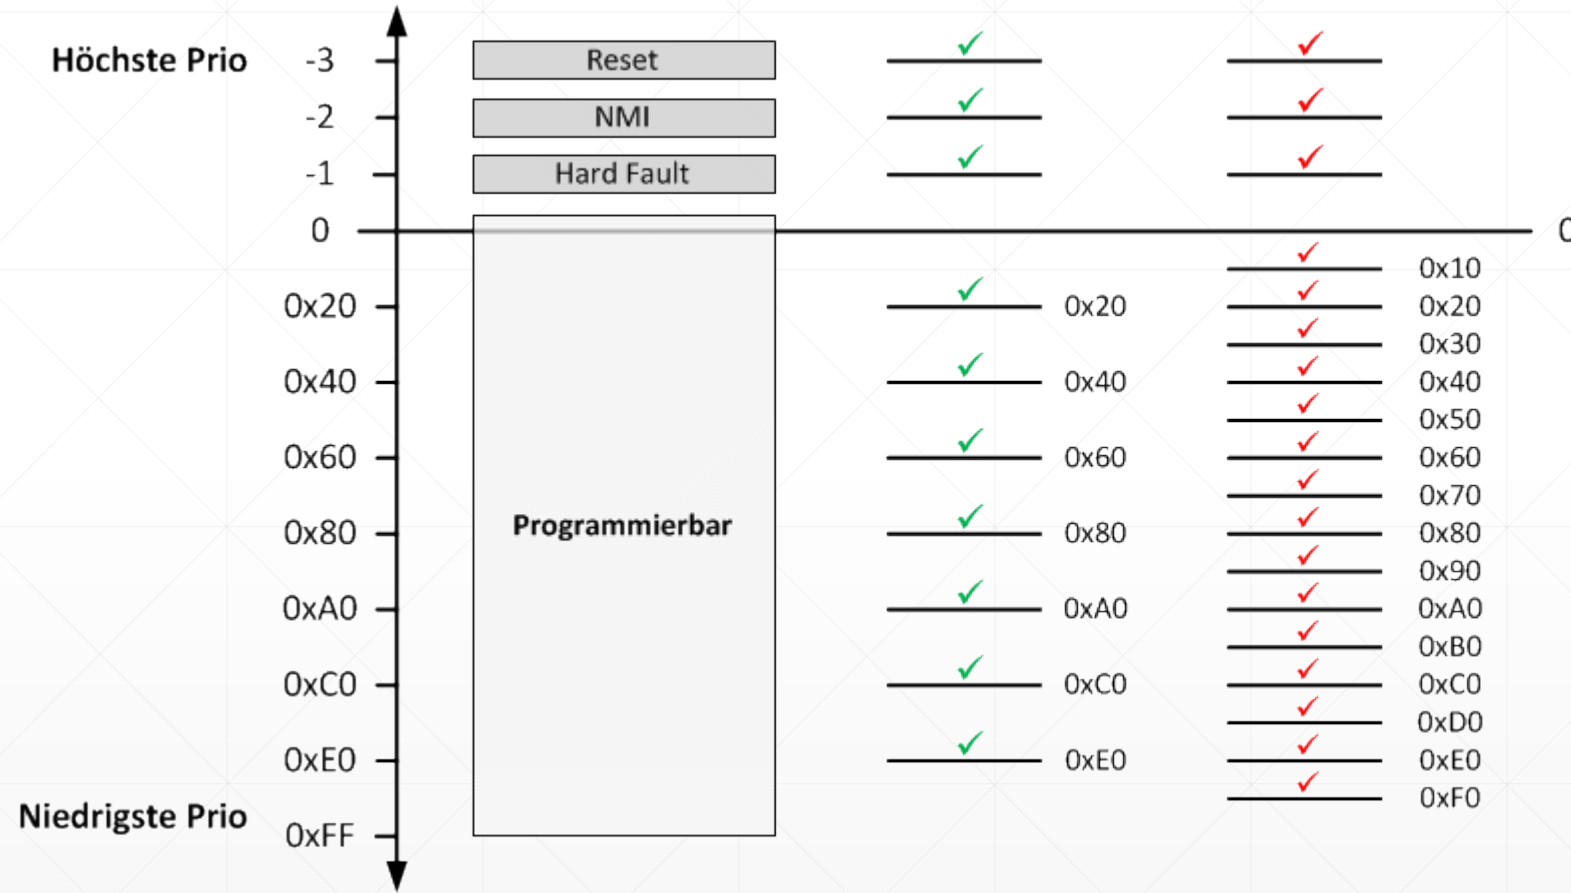 Höchste Prio -3 Reset
-2 NMI
-1 Hard Fault
0 0
0x10
0x20 0x20 0x20
0x30
0x40 0x40 0x40
0x50
0x60 0x60 0x60
0x70
Programmierbar
0x80 0x80 0x80
0x90
0xA0 0xA0 0xA0
0xB0
0xC0 0xC0 0xC0
0xD0
0xE0 0xE0 0xE0
0xF0
Niedrigste Prio
0xFF